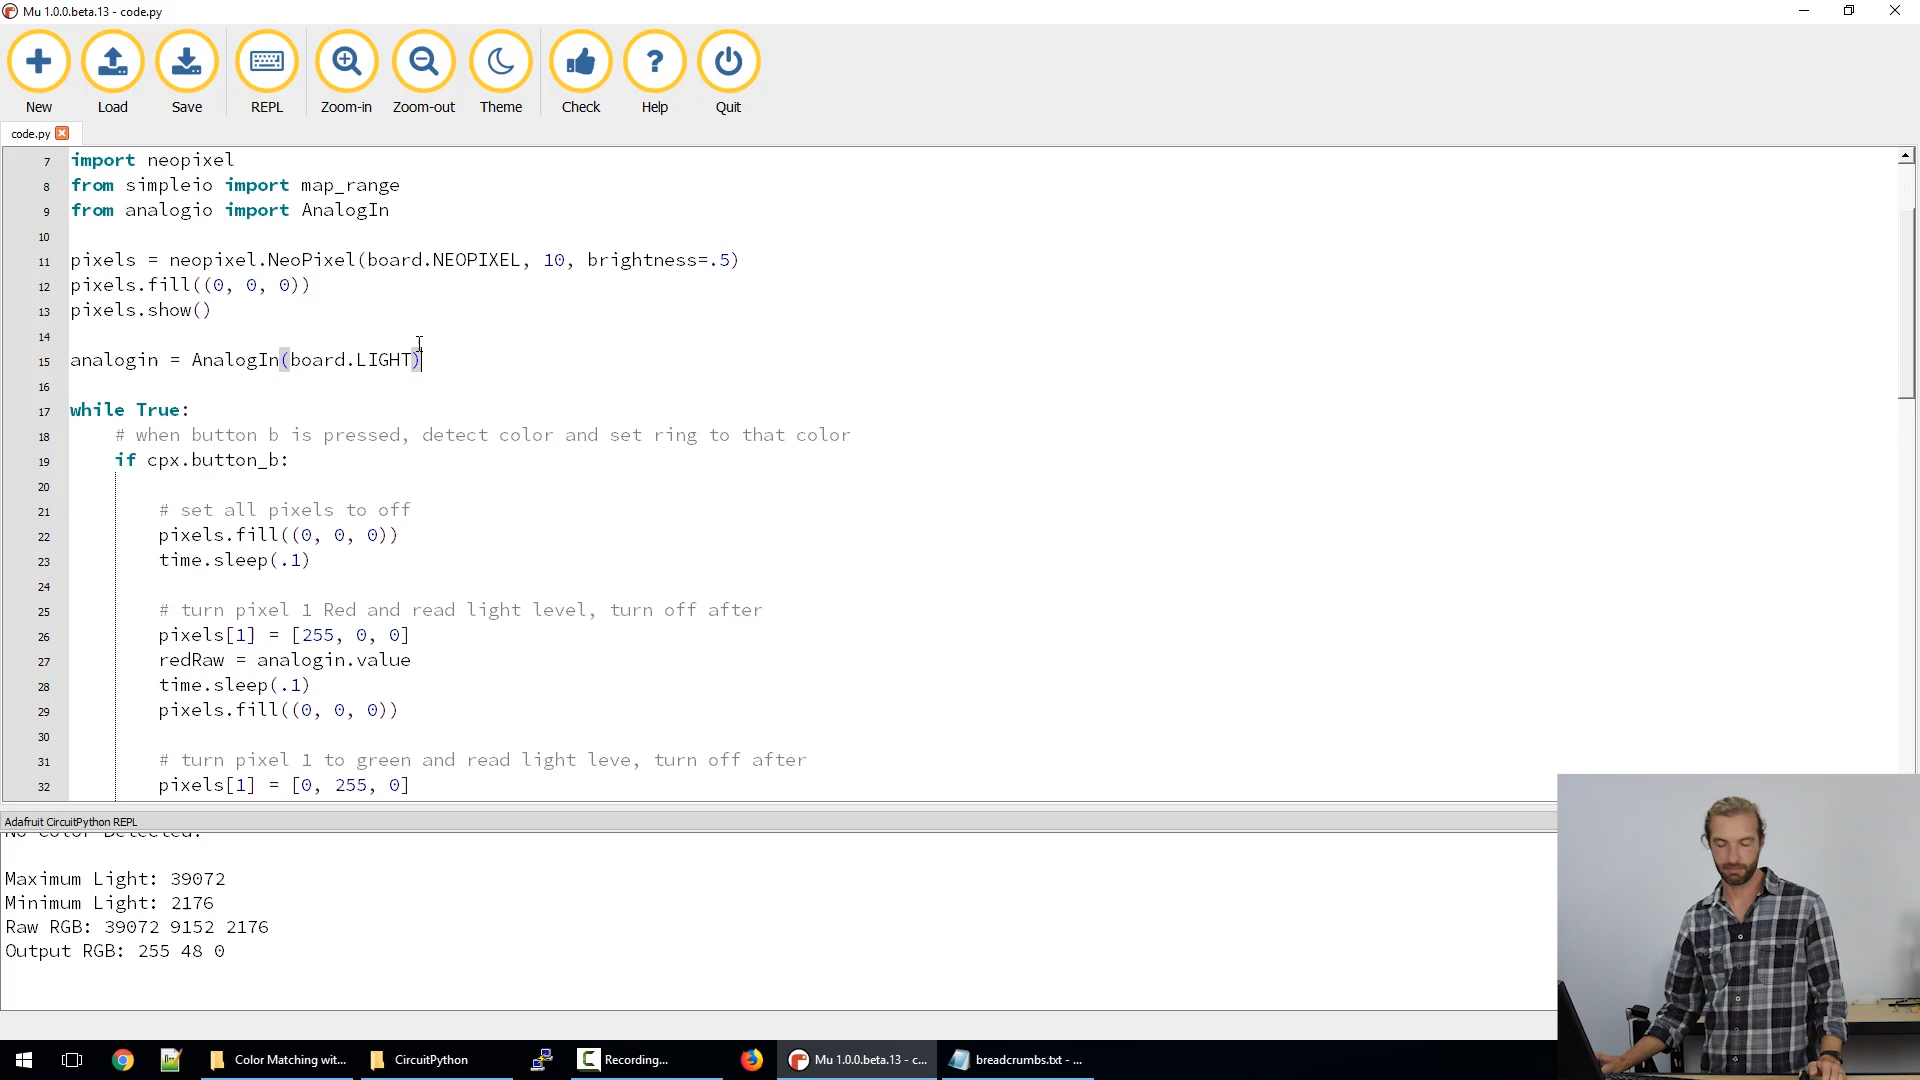 Mu 1.0.0.beta.13 - code.py
New Load Save REPL Zoom-in Zoom-out Theme Check Help Quit
code.py
7 import neopixel
8 from simpleio import map_range
9 from analogio import AnalogIn
10
11 pixels = neopixel.NeoPixel(board.NEOPIXEL, 10, brightness=.5)
12 pixels.fill((0, 0, 0))
13 pixels.show()
14
15 analogin = AnalogIn(board.LIGHT)
16
17 while True:
18 # when button b is pressed, detect color and set ring to that color
19 if cpx.button_b:
20
21 # set all pixels to off
22 pixels.fill((0, 0, 0))
23 time.sleep(.1)
24
25 # turn pixel 1 Red and read light level, turn off after
26 pixels[1] = [255, 0, 0]
27 redRaw = analogin.value
28 time.sleep(.1)
29 pixels.fill((0, 0, 0))
30
31 # turn pixel 1 to green and read light leve, turn off after
32 pixels[1] = [0, 255, 0]
Adafruit CircuitPython REPL
No Color Detected.
Maximum Light: 39072
Minimum Light: 2176
Raw RGB: 39072 9152 2176
Output RGB: 255 48 0
Color Matching wit... CircuitPython Recording... Mu 1.0.0.beta.13 - c... breadcrumbs.txt - ...